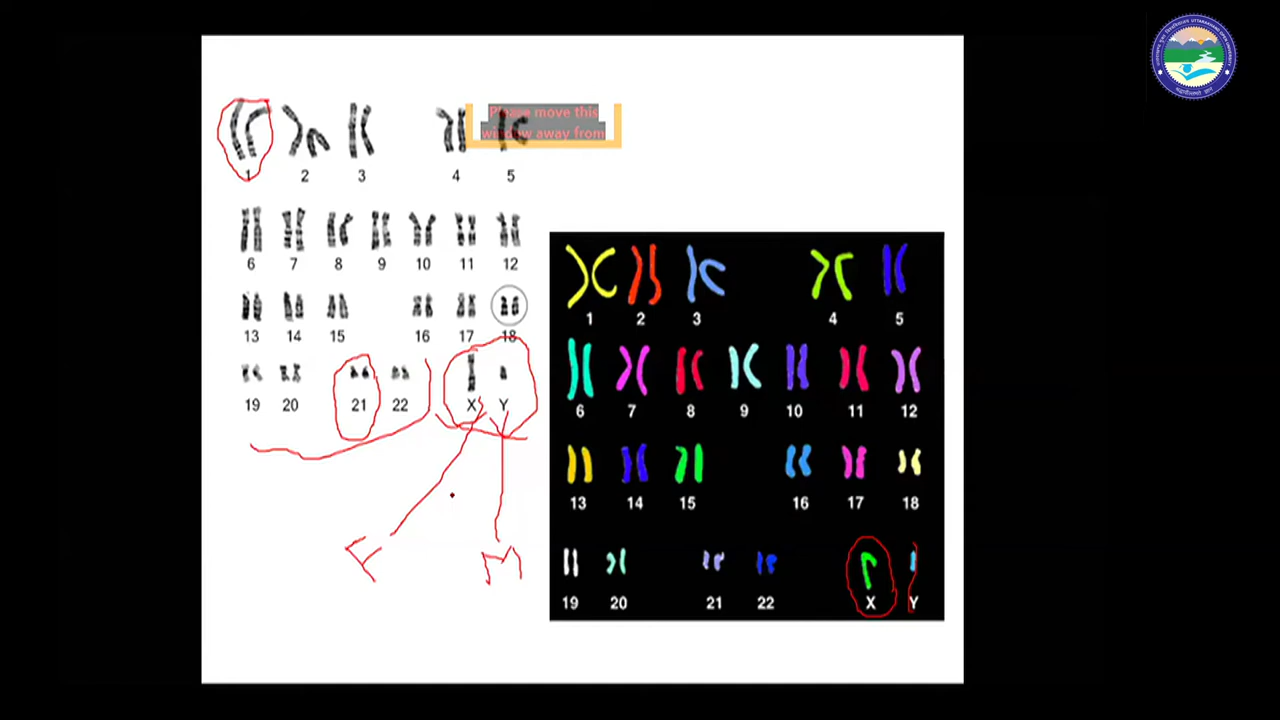 Please move this
window away from
1 2 3 4 5
6 7 8 9 10 11 12
13 14 15 16 17 18
19 20 21 22 X Y
F M
1 2 3 4 5
6 7 8 9 10 11 12
13 14 15 16 17 18
19 20 21 22 X Y